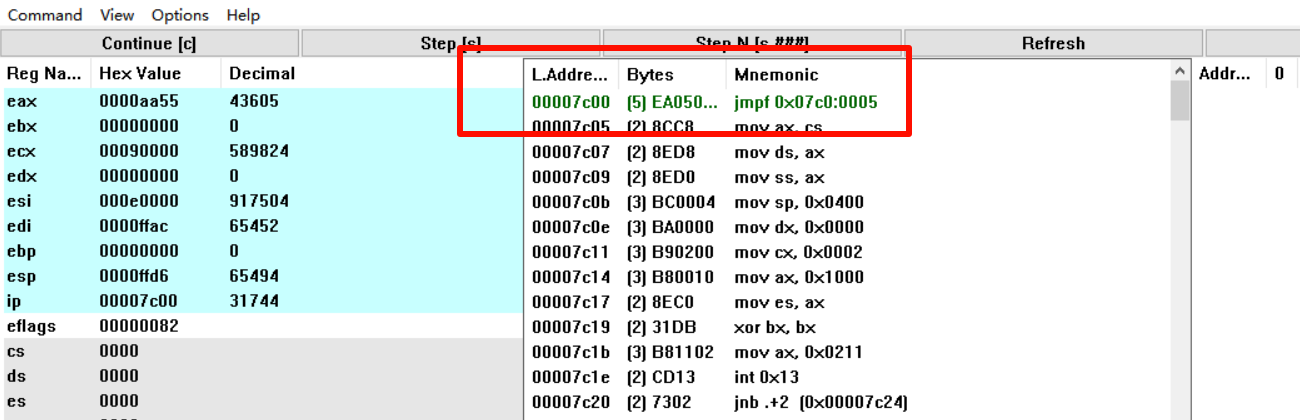 Command View Options Help
Continue [c] Step [s] Step N [s ###] Refresh
Reg Na... Hex Value Decimal L.Addre... Bytes Mnemonic Addr... 0
eax 0000aa55 43605 00007c00 (5) EA050... jmpf 0x07c0:0005
ebx 00000000 0 00007c05 (2) 8CC8 mov ax, cs
ecx 00090000 589824 00007c07 (2) 8ED8 mov ds, ax
edx 00000000 0 00007c09 (2) 8ED0 mov ss, ax
esi 000e0000 917504 00007c0b (3) BC0004 mov sp, 0x0400
edi 0000ffac 65452 00007c0e (3) BA0000 mov dx, 0x0000
ebp 00000000 0 00007c11 (3) B90200 mov cx, 0x0002
esp 0000ffd6 65494 00007c14 (3) B80010 mov ax, 0x1000
ip 00007c00 31744 00007c17 (2) 8EC0 mov es, ax
eflags 00000082 00007c19 (2) 31DB xor bx, bx
cs 0000 00007c1b (3) B81102 mov ax, 0x0211
ds 0000 00007c1e (2) CD13 int 0x13
es 0000 00007c20 (2) 7302 jnb .+2 (0x00007c24)